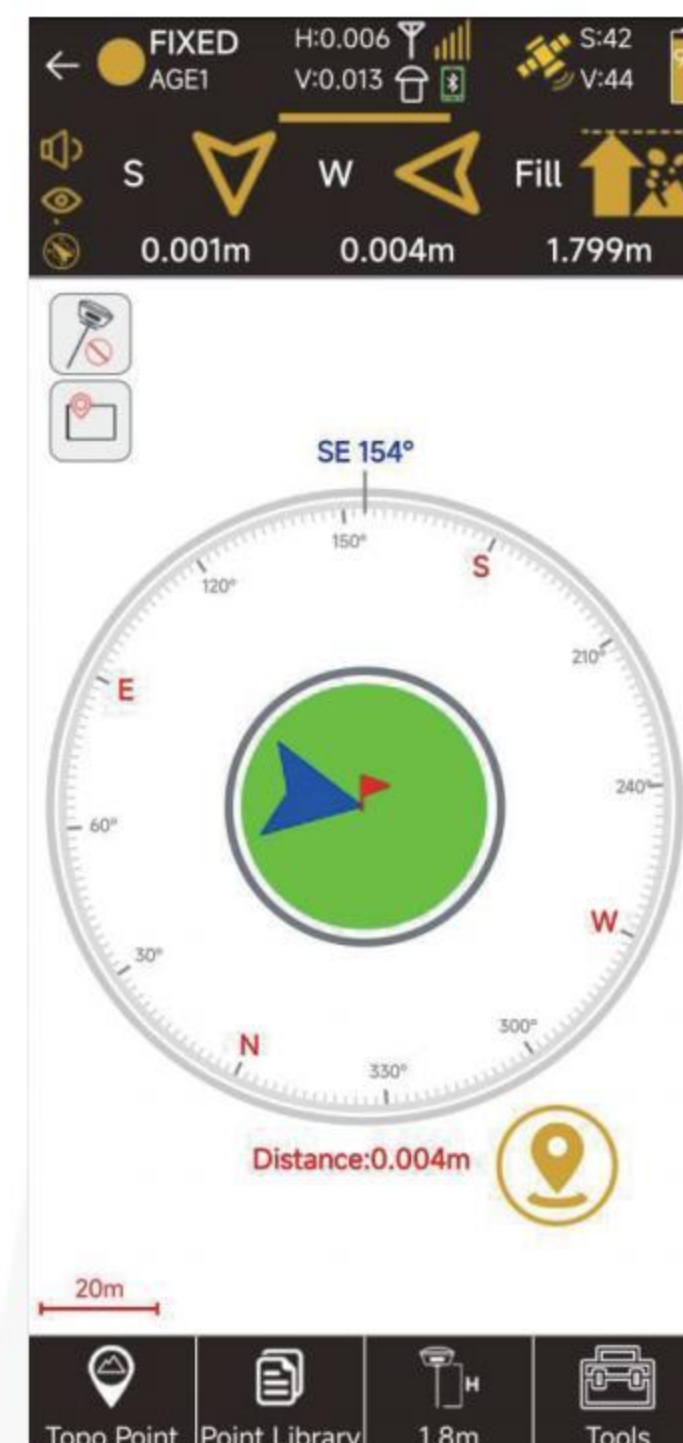 FIXED
AGE1
H:0.006
V:0.013
S:42
V:44
S
W
Fill
0.001m
0.004m
1.799m
SE 154°
150°
S
120°
210°
E
240°
60°
W
30°
300°
N
330°
Distance:0.004m
20m
Topo Point
Point Library
H
1.8m
Tools